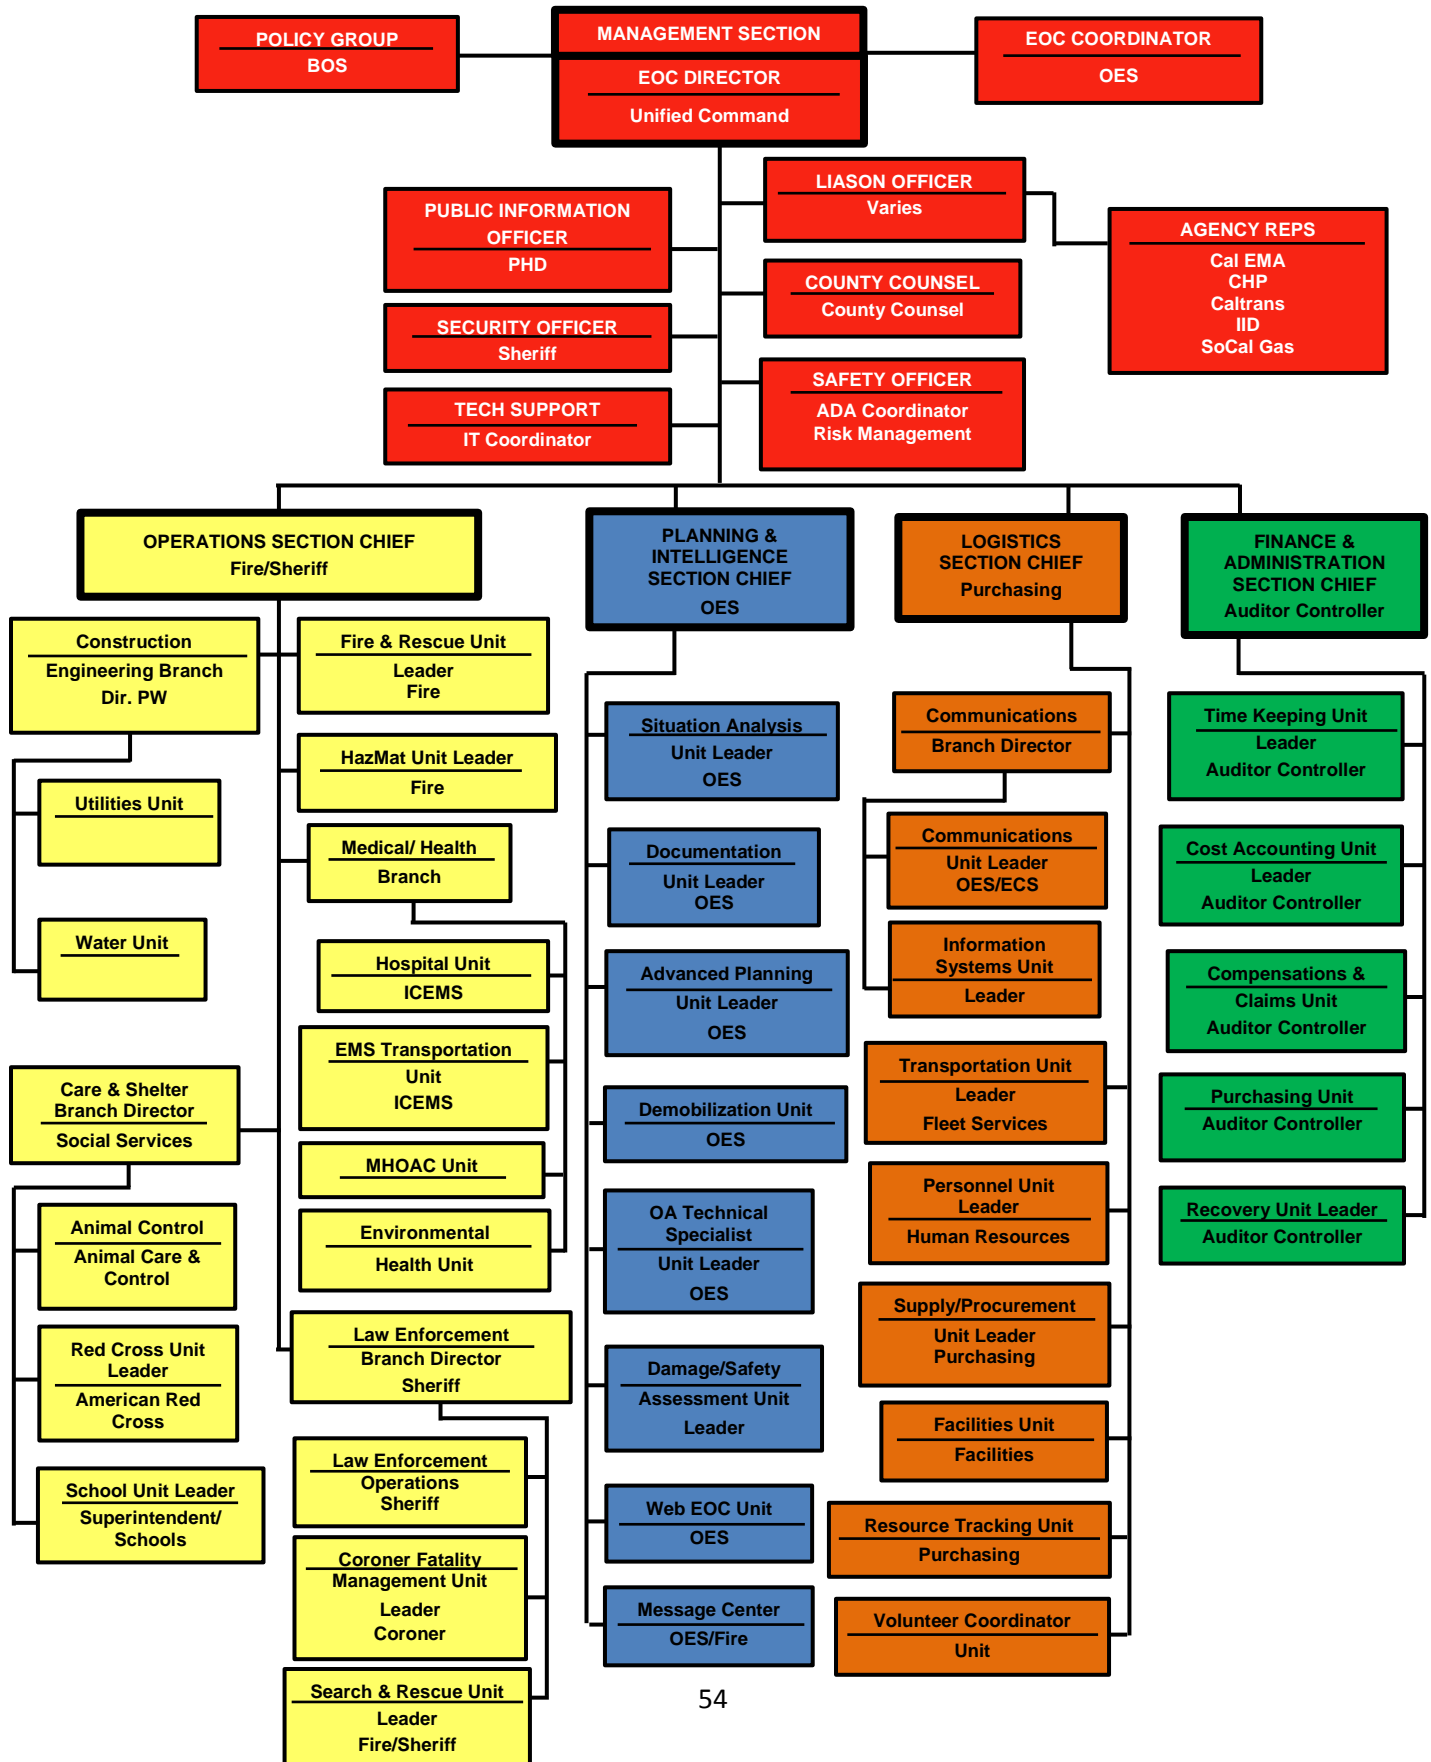 POLICY GROUP
BOS
MANAGEMENT SECTION
EOC DIRECTOR
Unified Command
EOC COORDINATOR
OES
PUBLIC INFORMATION
OFFICER
PHD
LIASON OFFICER
Varies
AGENCY REPS
Cal EMA
CHP
Caltrans
IID
SoCal Gas
COUNTY COUNSEL
County Counsel
SECURITY OFFICER
Sheriff
SAFETY OFFICER
ADA Coordinator
Risk Management
TECH SUPPORT
IT Coordinator
OPERATIONS SECTION CHIEF
Fire/Sheriff
Construction
Engineering Branch
Dir. PW
Utilities Unit
Water Unit
Care & Shelter
Branch Director
Social Services
Animal Control
Animal Care &
Control
Red Cross Unit
Leader
American Red
Cross
School Unit Leader
Superintendent/
Schools
Fire & Rescue Unit
Leader
Fire
HazMat Unit Leader
Fire
Medical/ Health
Branch
Hospital Unit
ICEMS
EMS Transportation
Unit
ICEMS
MHOAC Unit
Environmental
Health Unit
Law Enforcement
Branch Director
Sheriff
Law Enforcement
Operations
Sheriff
Coroner Fatality
Management Unit
Leader
Coroner
Search & Rescue Unit
Leader
Fire/Sheriff
PLANNING &
INTELLIGENCE
SECTION CHIEF
OES
Situation Analysis
Unit Leader
OES
Documentation
Unit Leader
OES
Advanced Planning
Unit Leader
OES
Demobilization Unit
OES
OA Technical
Specialist
Unit Leader
OES
Damage/Safety
Assessment Unit
Leader
Web EOC Unit
OES
Message Center
OES/Fire
LOGISTICS
SECTION CHIEF
Purchasing
Communications
Branch Director
Communications
Unit Leader
OES/ECS
Information
Systems Unit
Leader
Transportation Unit
Leader
Fleet Services
Personnel Unit
Leader
Human Resources
Supply/Procurement
Unit Leader
Purchasing
Facilities Unit
Facilities
Resource Tracking Unit
Purchasing
Volunteer Coordinator
Unit
FINANCE &
ADMINISTRATION
SECTION CHIEF
Auditor Controller
Time Keeping Unit
Leader
Auditor Controller
Cost Accounting Unit
Leader
Auditor Controller
Compensations &
Claims Unit
Auditor Controller
Purchasing Unit
Auditor Controller
Recovery Unit Leader
Auditor Controller
54